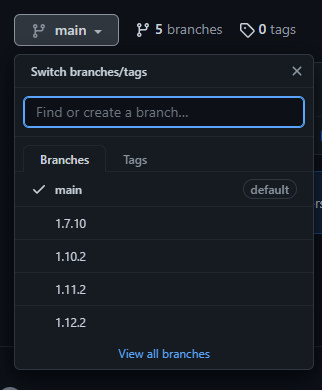 main 5 branches 0 tags
Switch branches/tags
Find or create a branch...
Branches Tags
main default
1.7.10
1.10.2
1.11.2
1.12.2
View all branches